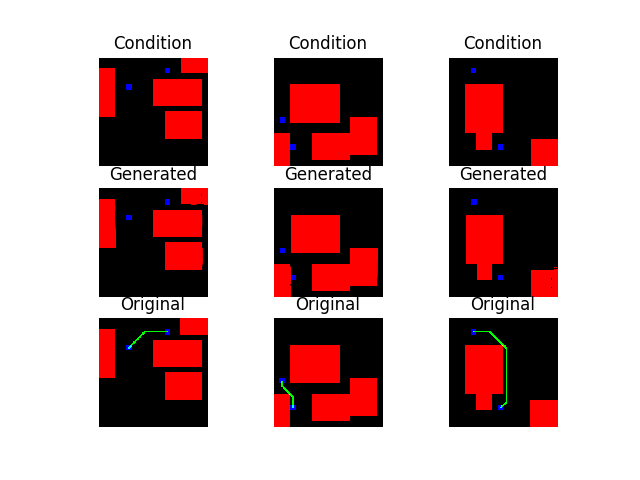 Condition Condition Condition
Generated Generated Generated
Original Original Original